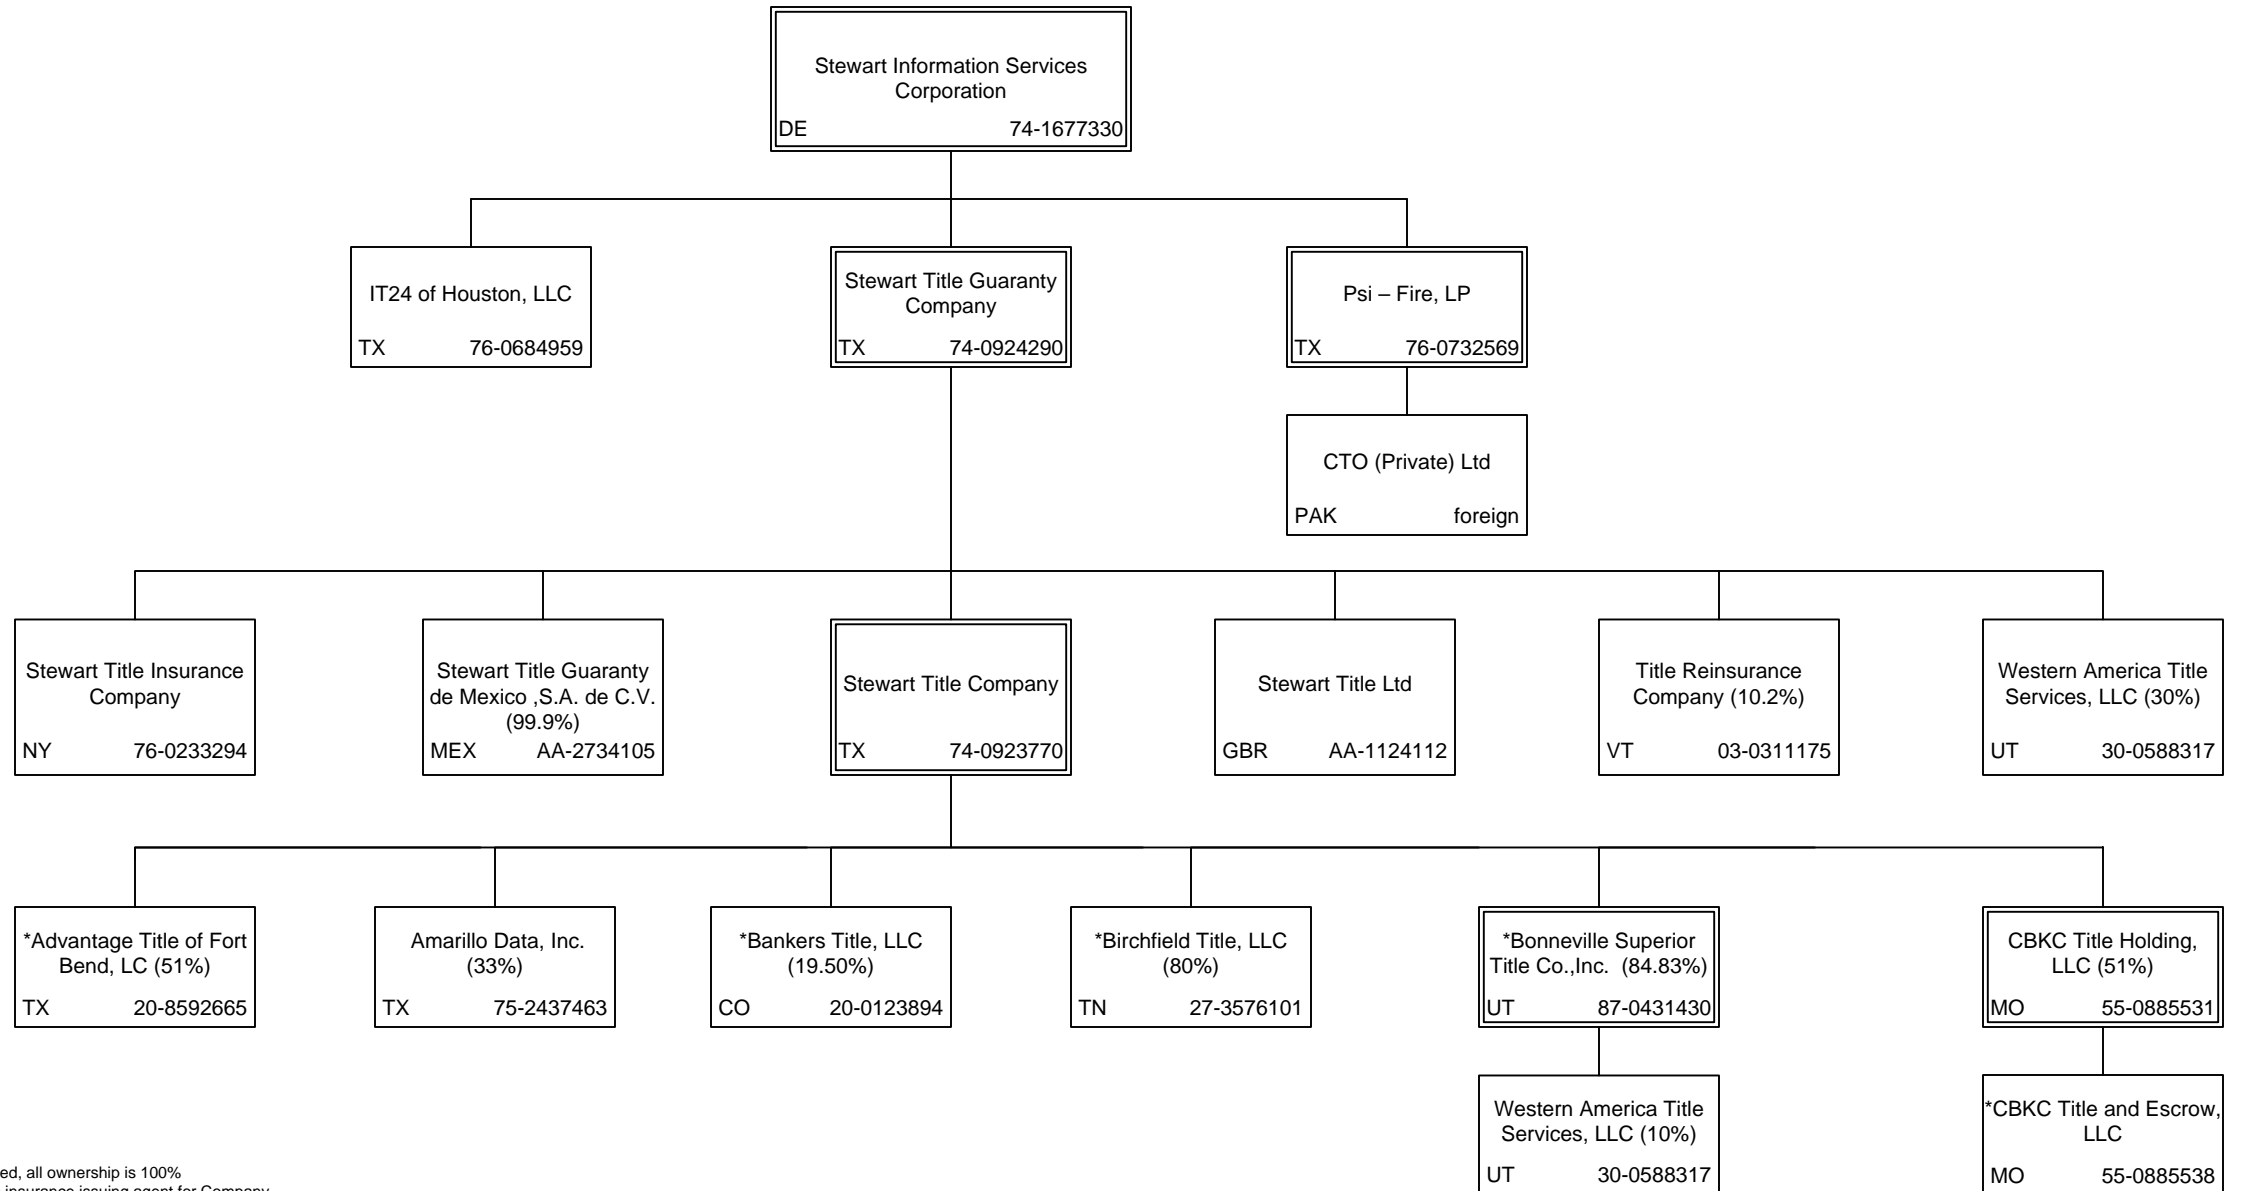 Stewart Information Services
Corporation
DE 74-1677330
IT24 of Houston, LLC
TX 76-0684959
Stewart Title Guaranty
Company
TX 74-0924290
Psi – Fire, LP
TX 76-0732569
CTO (Private) Ltd
PAK foreign
Stewart Title Insurance
Company
NY 76-0233294
Stewart Title Guaranty
de Mexico ,S.A. de C.V.
(99.9%)
MEX AA-2734105
Stewart Title Company
TX 74-0923770
Stewart Title Ltd
GBR AA-1124112
Title Reinsurance
Company (10.2%)
VT 03-0311175
Western America Title
Services, LLC (30%)
UT 30-0588317
*Advantage Title of Fort
Bend, LC (51%)
TX 20-8592665
Amarillo Data, Inc.
(33%)
TX 75-2437463
*Bankers Title, LLC
(19.50%)
CO 20-0123894
*Birchfield Title, LLC
(80%)
TN 27-3576101
*Bonneville Superior
Title Co.,Inc. (84.83%)
UT 87-0431430
CBKC Title Holding,
LLC (51%)
MO 55-0885531
Western America Title
Services, LLC (10%)
UT 30-0588317
*CBKC Title and Escrow,
LLC
MO 55-0885538
ed, all ownership is 100%
insurance issuing agent for Company